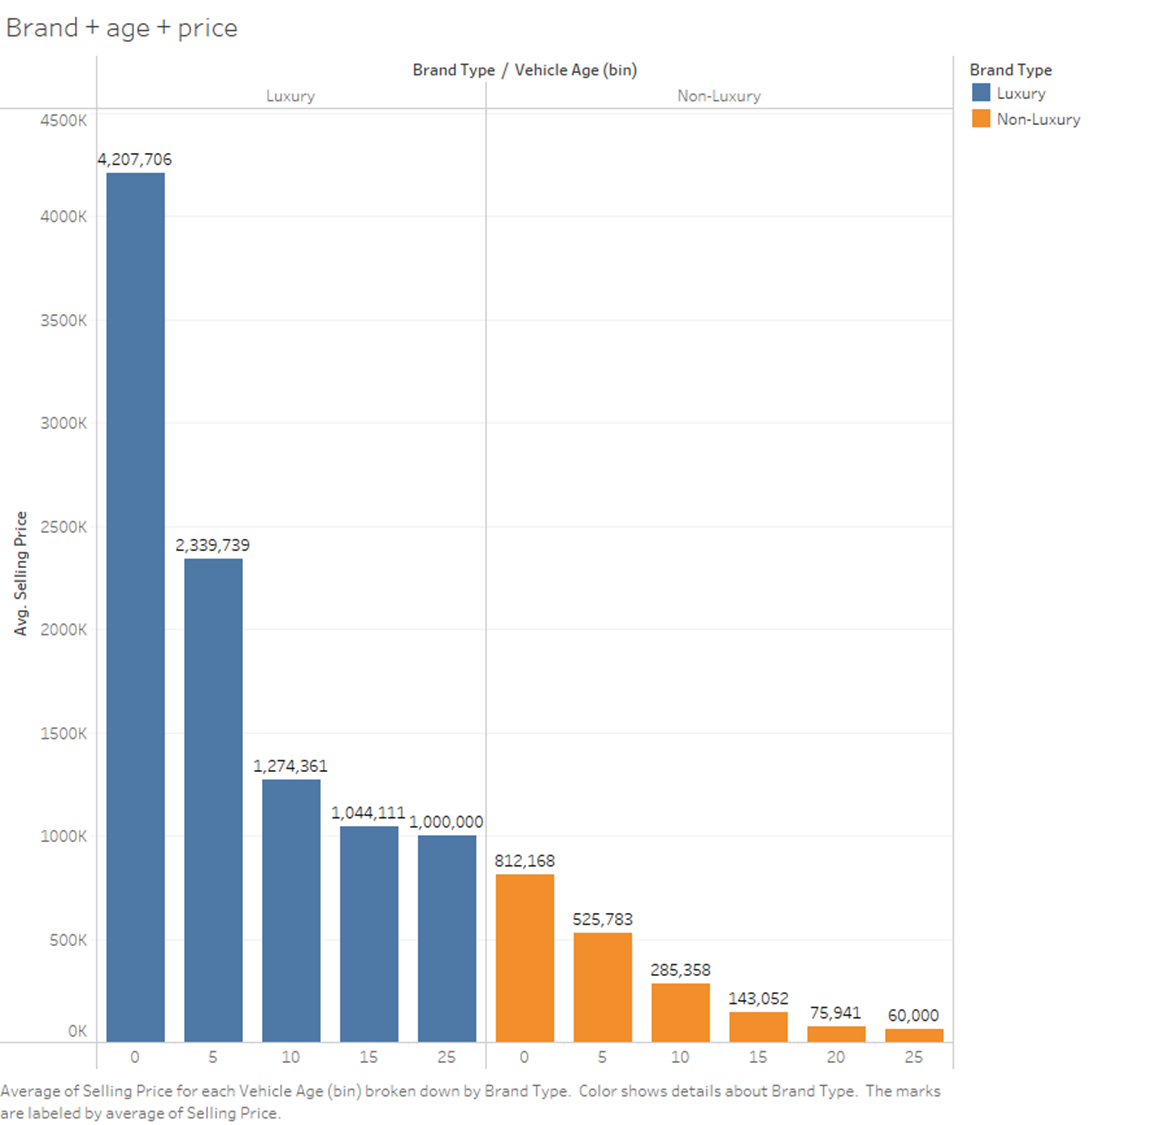 Brand + age + price
Brand Type / Vehicle Age (bin)
Luxury
Non-Luxury
Brand Type
Luxury
Non-Luxury
Avg. Selling Price
4500K
4000K
3500K
3000K
2500K
2000K
1500K
1000K
500K
0K
4,207,706
2,339,739
1,274,361
1,044,111
1,000,000
812,168
525,783
285,358
143,052
75,941
60,000
0 5 10 15 25 0 5 10 15 20 25
Average of Selling Price for each Vehicle Age (bin) broken down by Brand Type. Color shows details about Brand Type. The marks
are labeled by average of Selling Price.